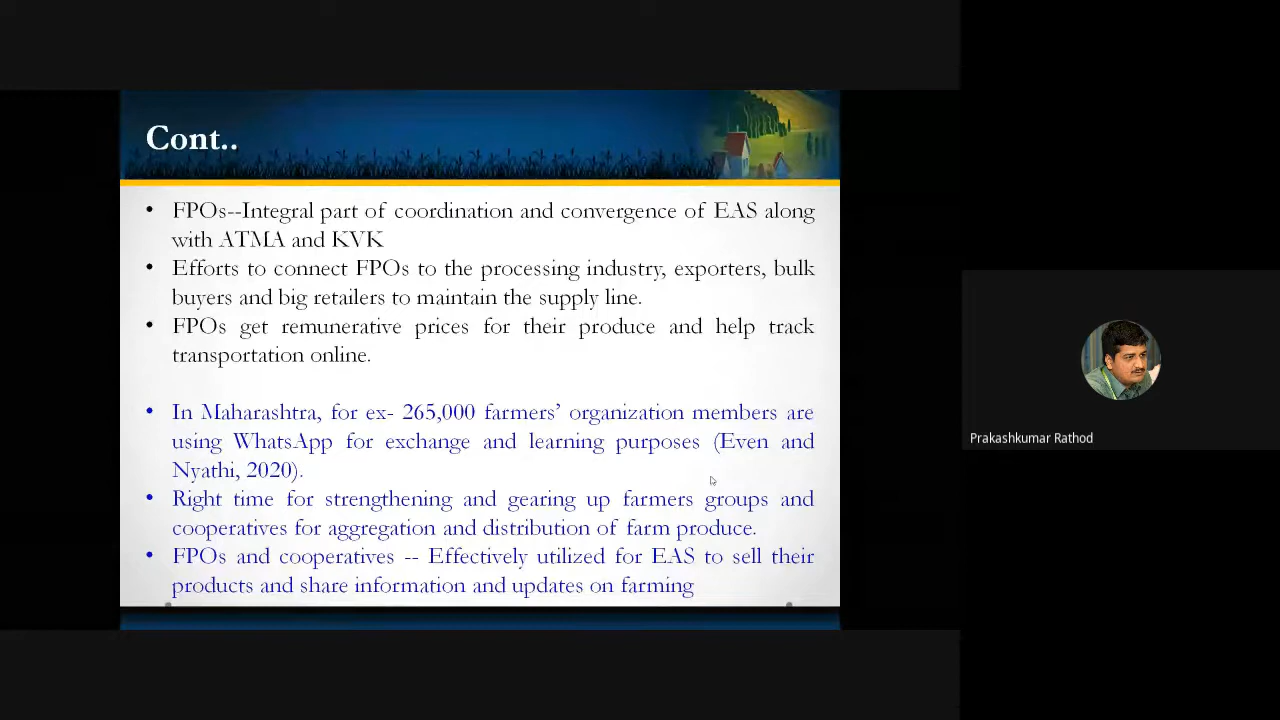 Cont..
• FPOs--Integral part of coordination and convergence of EAS along
with ATMA and KVK
• Efforts to connect FPOs to the processing industry, exporters, bulk
buyers and big retailers to maintain the supply line.
• FPOs get remunerative prices for their produce and help track
transportation online.
• In Maharashtra, for ex- 265,000 farmers’ organization members are
using WhatsApp for exchange and learning purposes (Even and
Nyathi, 2020).
• Right time for strengthening and gearing up farmers groups and
cooperatives for aggregation and distribution of farm produce.
• FPOs and cooperatives -- Effectively utilized for EAS to sell their
products and share information and updates on farming
Prakashkumar Rathod